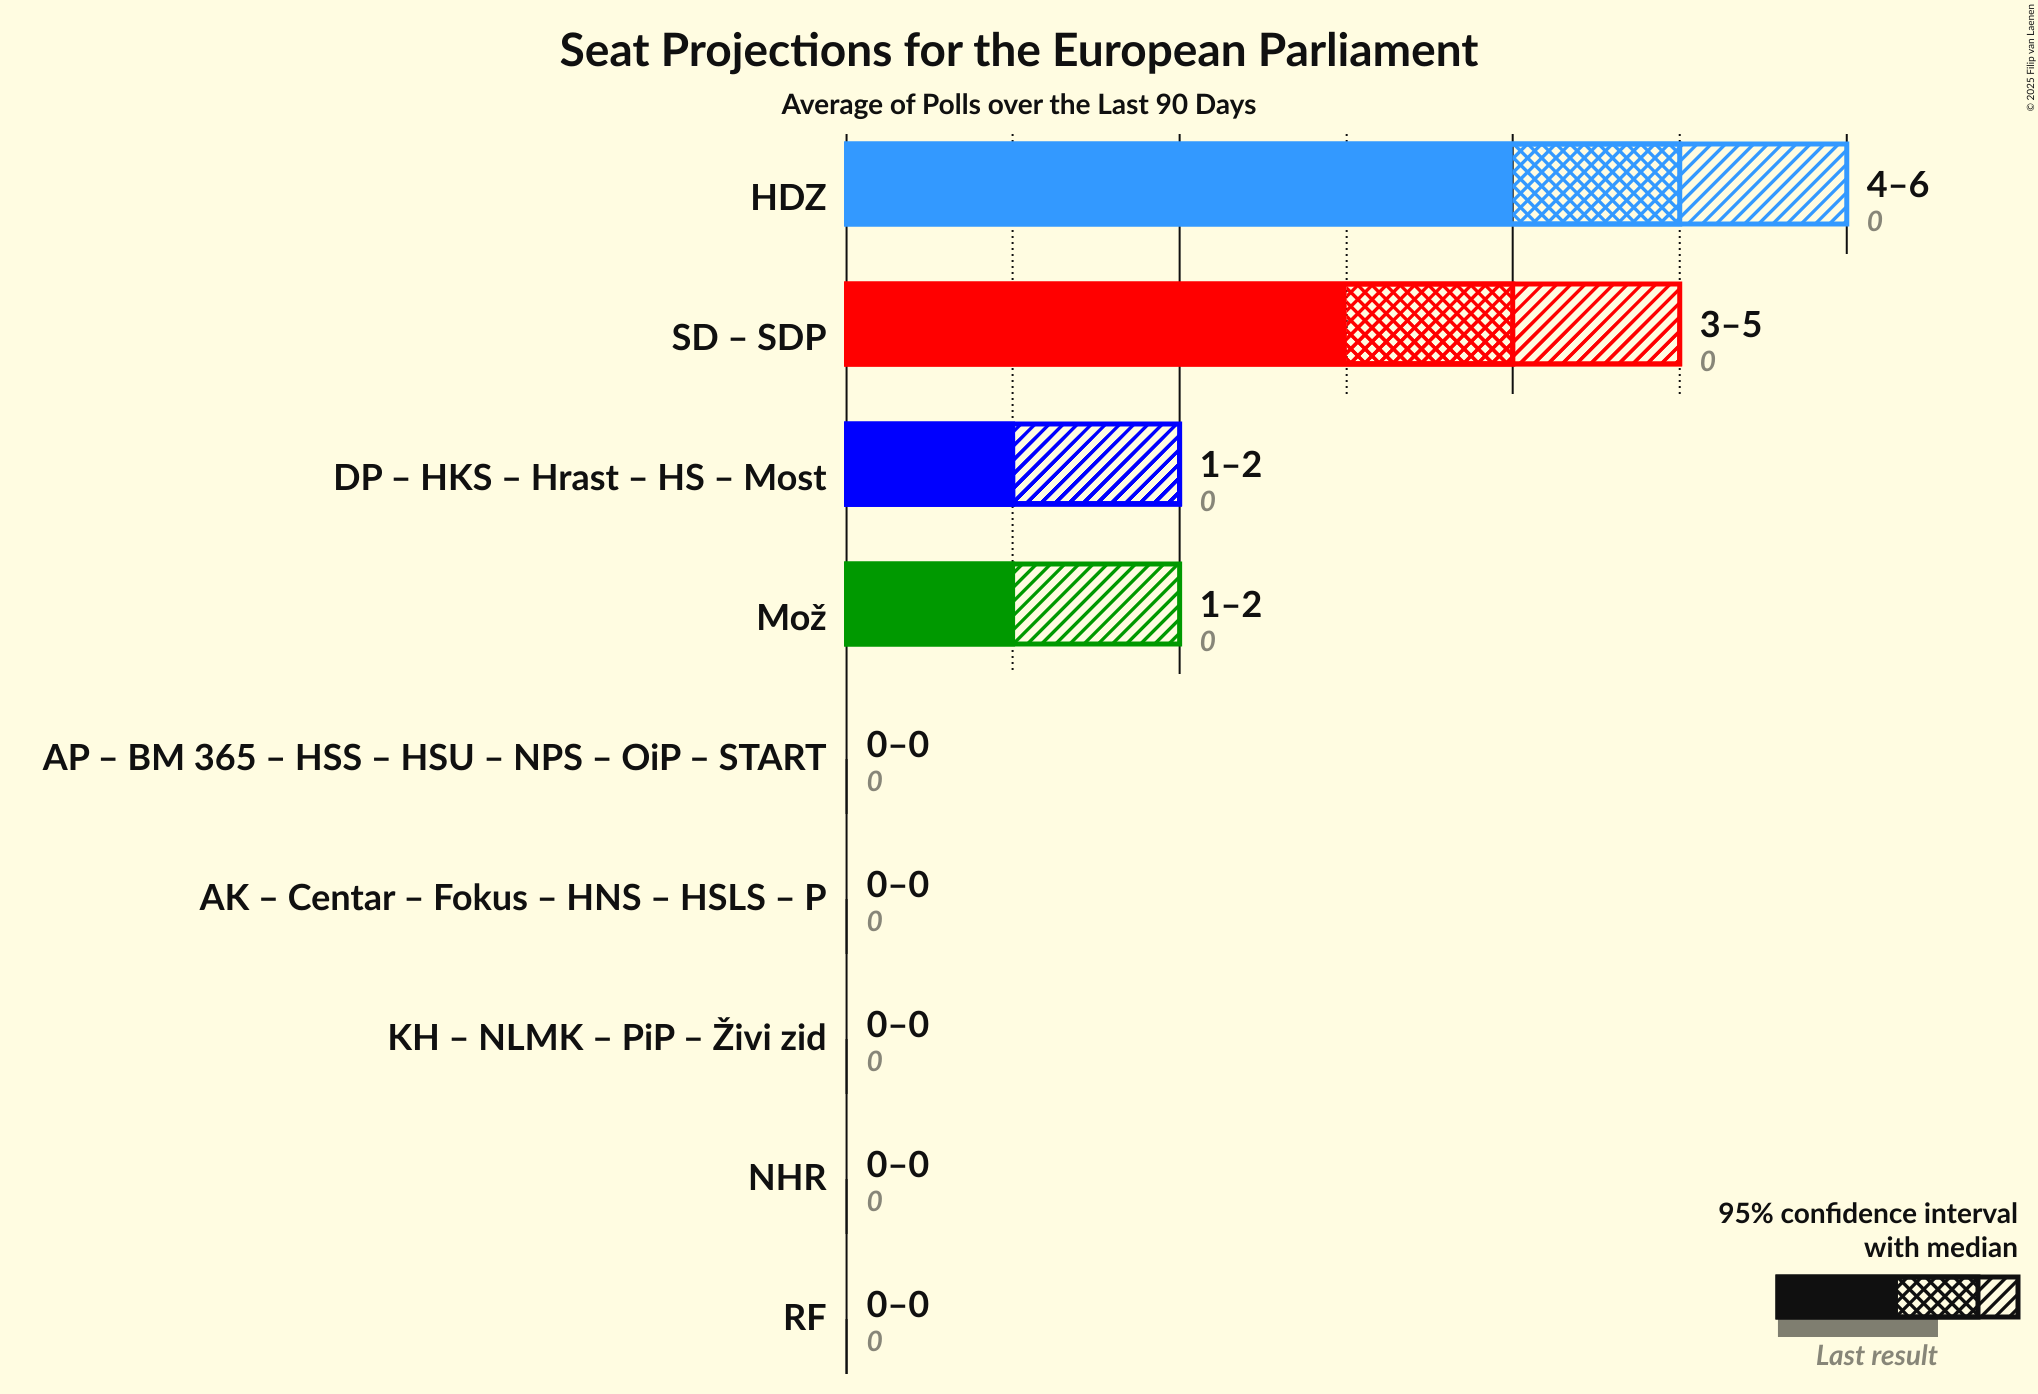 Seat Projections for the European Parliament
Average of Polls over the Last 90 Days
© 2025 Filip van Laenen
HDZ
4–6
0
SD – SDP
3–5
0
DP – HKS – Hrast – HS – Most
1–2
0
Mož
1–2
0
AP – BM 365 – HSS – HSU – NPS – OiP – START
0–0
0
AK – Centar – Fokus – HNS – HSLS – P
0–0
0
KH – NLMK – PiP – Živi zid
0–0
0
NHR
0–0
0
RF
0–0
0
95% confidence interval
with median
Last result